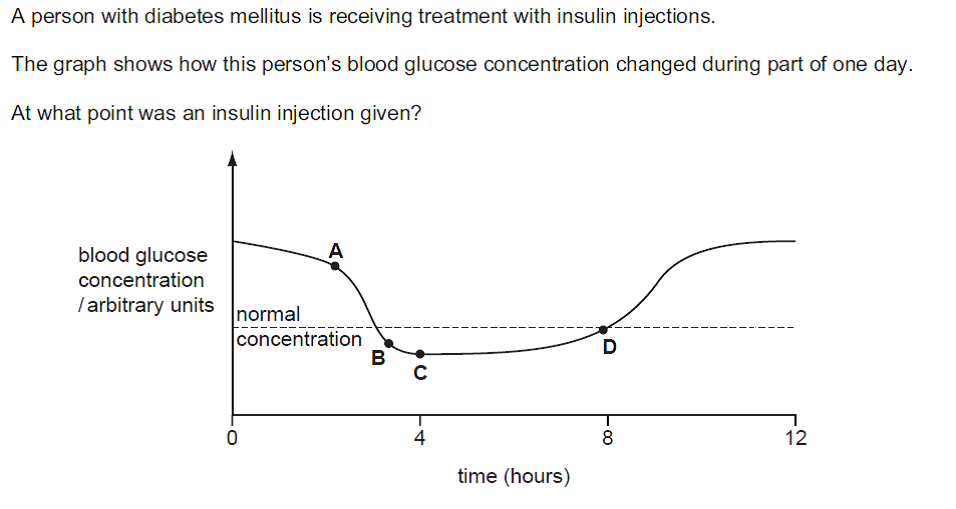 A person with diabetes mellitus is receiving treatment with insulin injections.
The graph shows how this person's blood glucose concentration changed during part of one day.
At what point was an insulin injection given?
blood glucose
concentration
/ arbitrary units
normal
concentration
A
B
C
D
0
4
8
12
time (hours)